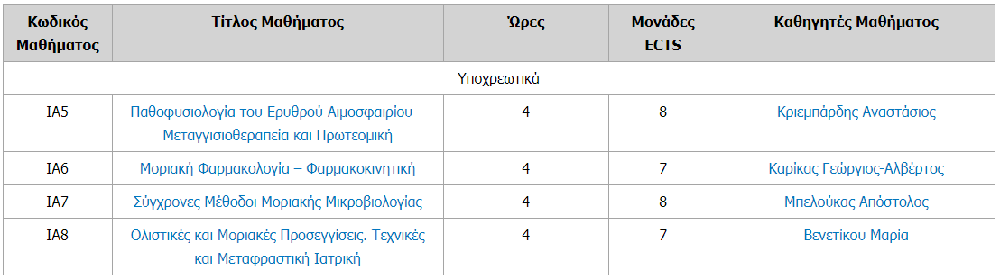 Κωδικός Μαθήματος Τίτλος Μαθήματος Ώρες Μονάδες ECTS Καθηγητές Μαθήματος
Υποχρεωτικά
ΙΑ5 Παθοφυσιολογία του Ερυθρού Αιμοσφαιρίου – 4 8 Κριεμπάρδης Αναστάσιος
Μεταγγισιοθεραπεία και Πρωτεομική
ΙΑ6 Μοριακή Φαρμακολογία – Φαρμακοκινητική 4 7 Καρίκας Γεώργιος-Αλβέρτος
ΙΑ7 Σύγχρονες Μέθοδοι Μοριακής Μικροβιολογίας 4 8 Μπελούκας Απόστολος
ΙΑ8 Ολιστικές και Μοριακές Προσεγγίσεις. Τεχνικές 4 7 Βενετίκου Μαρία
και Μεταφραστική Ιατρική